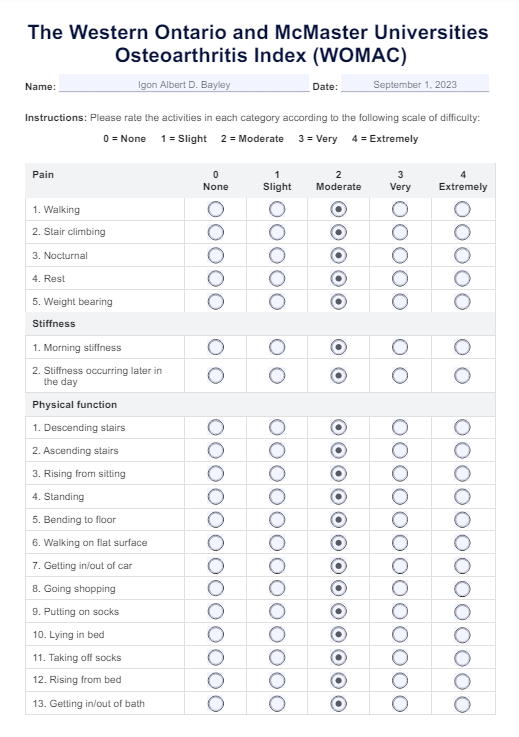 The Western Ontario and McMaster Universities
Osteoarthritis Index (WOMAC)
Name: Igon Albert D. Bayley Date: September 1, 2023
Instructions: Please rate the activities in each category according to the following scale of difficulty:
0 = None 1 = Slight 2 = Moderate 3 = Very 4 = Extremely
Pain 0 1 2 3 4
None Slight Moderate Very Extremely
1. Walking
2. Stair climbing
3. Nocturnal
4. Rest
5. Weight bearing
Stiffness
1. Morning stiffness
2. Stiffness occurring later in
the day
Physical function
1. Descending stairs
2. Ascending stairs
3. Rising from sitting
4. Standing
5. Bending to floor
6. Walking on flat surface
7. Getting in/out of car
8. Going shopping
9. Putting on socks
10. Lying in bed
11. Taking off socks
12. Rising from bed
13. Getting in/out of bath